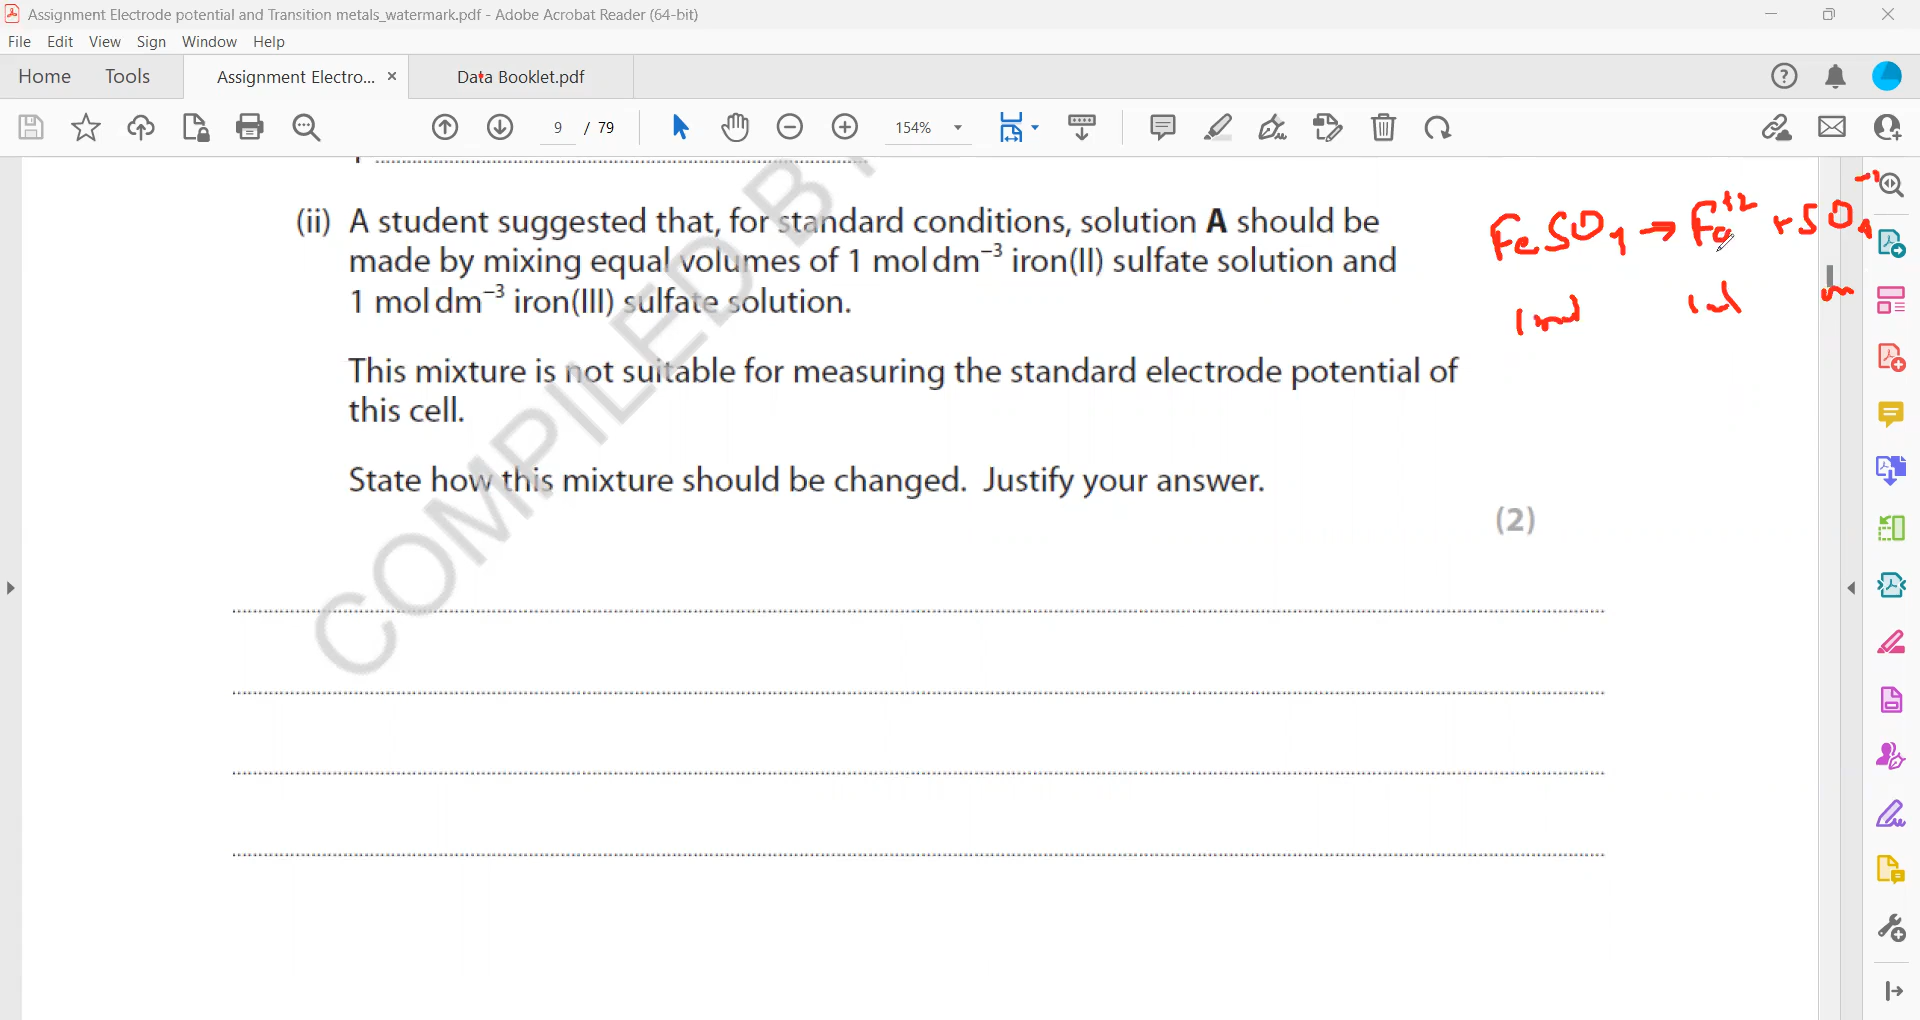 Assignment Electrode potential and Transition metals_watermark.pdf - Adobe Acrobat Reader (64-bit)
File Edit View Sign Window Help
Home Tools Assignment Electro... × Data Booklet.pdf
9 / 79 154%
(ii) A student suggested that, for standard conditions, solution A should be
made by mixing equal volumes of 1 mol dm⁻³ iron(II) sulfate solution and
1 mol dm⁻³ iron(III) sulfate solution.
This mixture is not suitable for measuring the standard electrode potential of
this cell.
State how this mixture should be changed. Justify your answer.
(2)
COMPILED BY
FeSO₄ → Fe⁺² + SO₄
1 mol